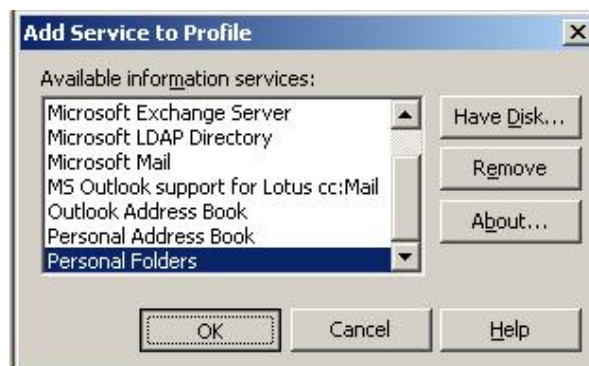 Add Service to Profile
Available information services:
Microsoft Exchange Server
Microsoft LDAP Directory
Microsoft Mail
MS Outlook support for Lotus cc:Mail
Outlook Address Book
Personal Address Book
Personal Folders
Have Disk...
Remove
About...
OK
Cancel
Help